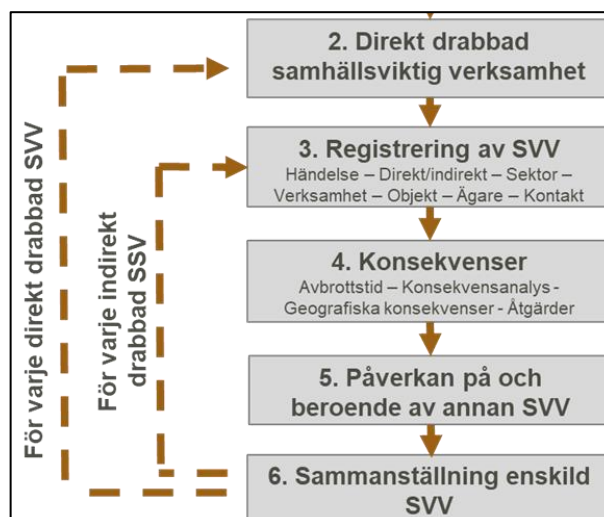 2. Direkt drabbad
samhällsviktig verksamhet
3. Registrering av SVV
Händelse – Direkt/indirekt – Sektor –
Verksamhet – Objekt – Ägare – Kontakt
4. Konsekvenser
Avbrottstid – Konsekvensanalys -
Geografiska konsekvenser - Åtgärder
5. Påverkan på och
beroende av annan SVV
6. Sammanställning enskild
SVV
För varje direkt drabbad SVV
För varje indirekt
drabbad SSV